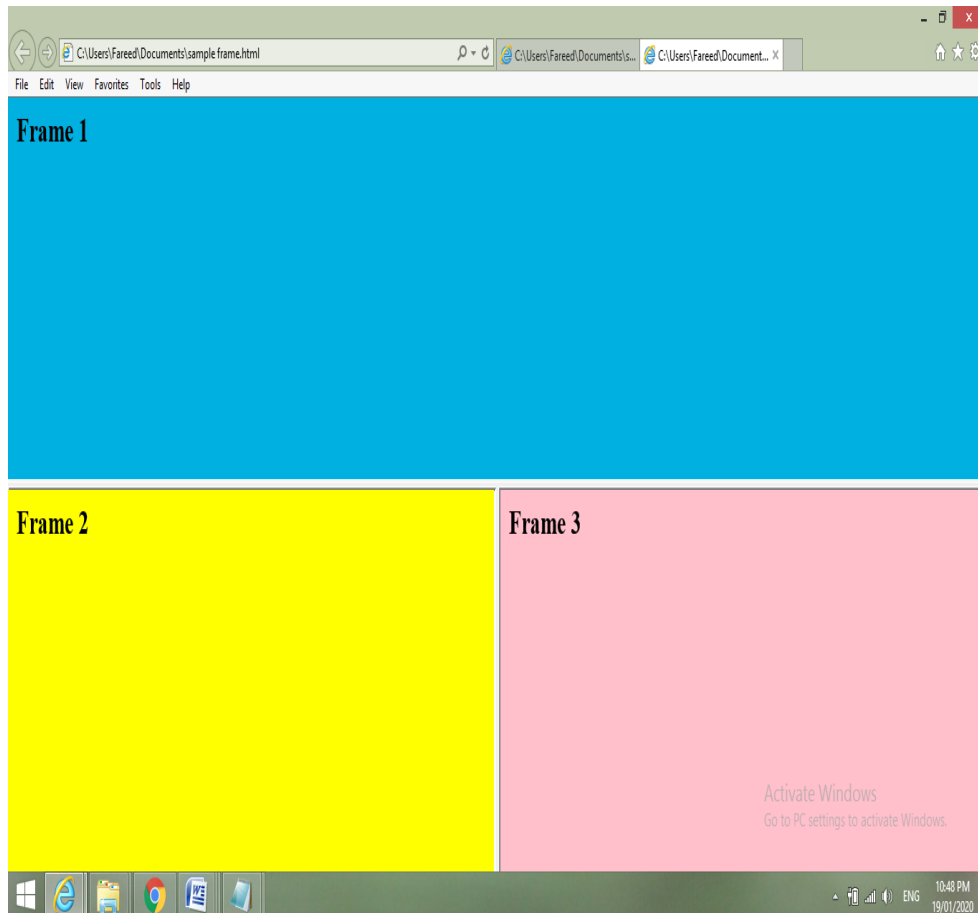 C:\Users\Fareed\Documents\sample frame.html
C:\Users\Fareed\Documents\s...
C:\Users\Fareed\Document...
File Edit View Favorites Tools Help
Frame 1
Frame 2
Frame 3
Activate Windows
Go to PC settings to activate Windows.
ENG
10:48 PM
19/01/2020